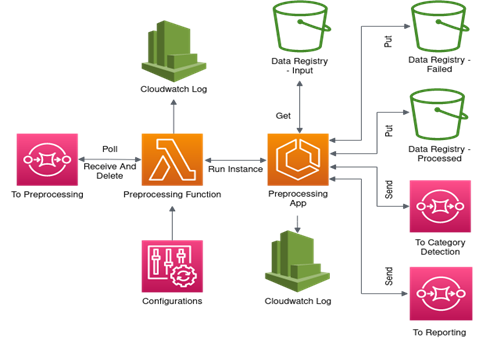 Cloudwatch Log
Data Registry
- Input
Put
Data Registry -
Failed
Get
Put
Data Registry -
Processed
Poll
Receive And
Delete
Run Instance
To Preprocessing
Preprocessing Function
Preprocessing
App
Send
To Category
Detection
Configurations
Cloudwatch Log
Send
To Reporting